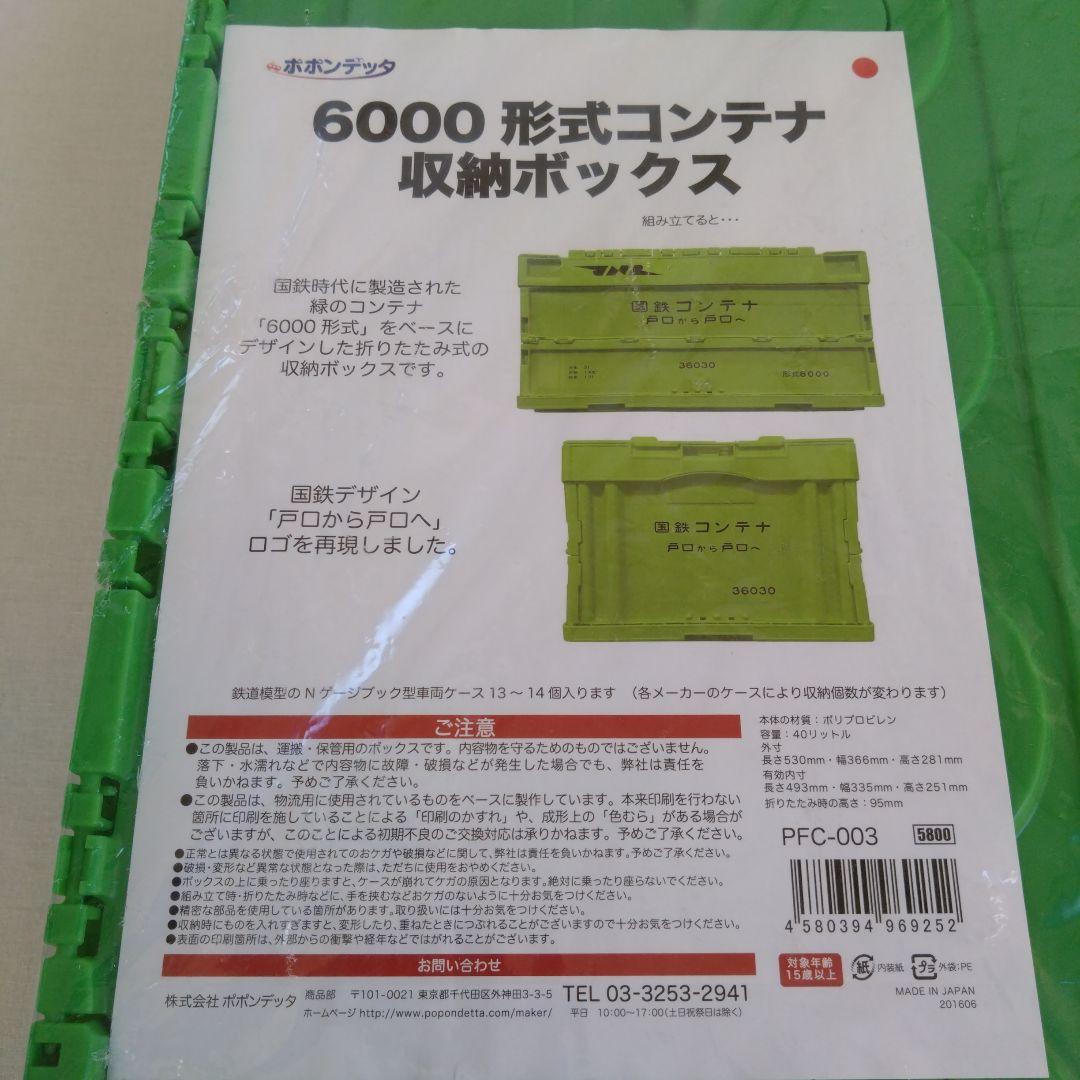 ポポンデッタ
6000 形式コンテナ
収納ボックス
組み立てると･･･
国鉄時代に製造された
緑のコンテナ
「6000 形式」をベースに
デザインした折りたたみ式の
収納ボックスです。
JNR
国鉄コンテナ
戸口から戸口へ
36030
形式6000
国鉄デザイン
「戸口から戸口へ」
ロゴを再現しました。
国鉄コンテナ
戸口から戸口へ
36030
鉄道模型の N ゲージブック型車両ケース 13 ～ 14 個入ります （各メーカーのケースにより収納個数が変わります）
ご注意
●この製品は、運搬・保管用のボックスです。内容物を守るためのものではございません。
落下・水濡れなどで内容物に故障・破損などが発生した場合でも、弊社は責任を
負いかねます。予めご了承ください。
●この製品は、物流用に使用されているものをベースに製作しています。本来印刷を行わない
箇所に印刷を施していることによる「印刷のかすれ」や、成形上の「色むら」がある場合が
ございますが、このことによる初期不良のご交換対応は承りかねます。予めご了承ください。
●正常とは異なる状態で使用されてのおケガや破損などに関して、弊社は責任を負いかねます。予めご了承ください。
●破損・変形など異常な状態となった際は、ただちに使用をおやめください。
●ボックスの上に乗ったり座りますと、ケースが崩れてケガの原因となります。絶対に乗ったり座らないでください。
●組み立て時・折りたたみ時などに、手を挟むなどおケガのないように十分お気をつけください。
●精密な部品を使用している箇所があります。取り扱いには十分お気をつけください。
●収納時にものを入れすぎますと、変形したり、重ねたときにつぶれることがございますので十分お気をつけください。
●表面の印刷箇所は、外部からの衝撃や経年などではがれることがございます。
お問い合わせ
株式会社 ポポンデッタ 商品部 〒101-0021 東京都千代田区外神田3-3-5 TEL 03-3253-2941
ホームページ http://www.popondetta.com/maker/ 平日 10:00～17:00(土日祝祭日は除く)
本体の材質：ポリプロピレン
容量：40リットル
外寸
長さ530mm・幅366mm・高さ281mm
有効内寸
長さ493mm・幅335mm・高さ251mm
折りたたみ時の高さ：95mm
PFC-003 5800
4 580394 969252
対象年齢
15歳以上
紙 内装紙 プラ 外袋:PE
MADE IN JAPAN
201606